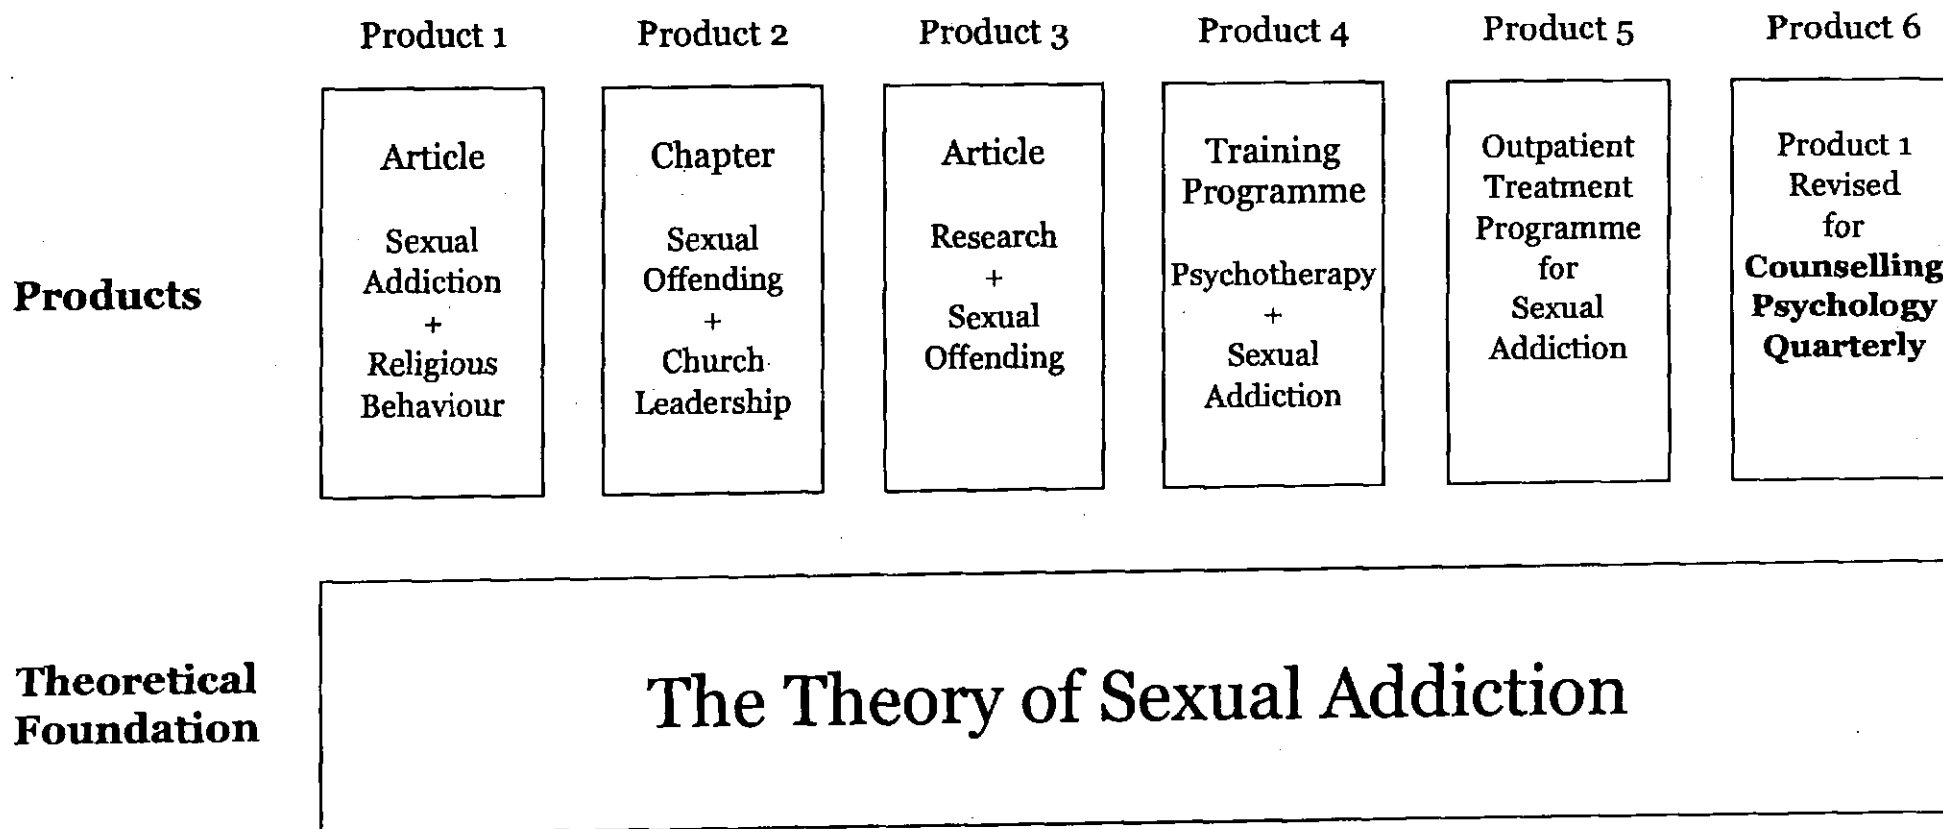 Product 1
Product 2
Product 3
Product 4
Product 5
Product 6
Products
Article
Sexual
Addiction
+
Religious
Behaviour
Chapter
Sexual
Offending
+
Church
Leadership
Article
Research
+
Sexual
Offending
Training
Programme
Psychotherapy
+
Sexual
Addiction
Outpatient
Treatment
Programme
for
Sexual
Addiction
Product 1
Revised
for
Counselling
Psychology
Quarterly
Theoretical
Foundation
The Theory of Sexual Addiction